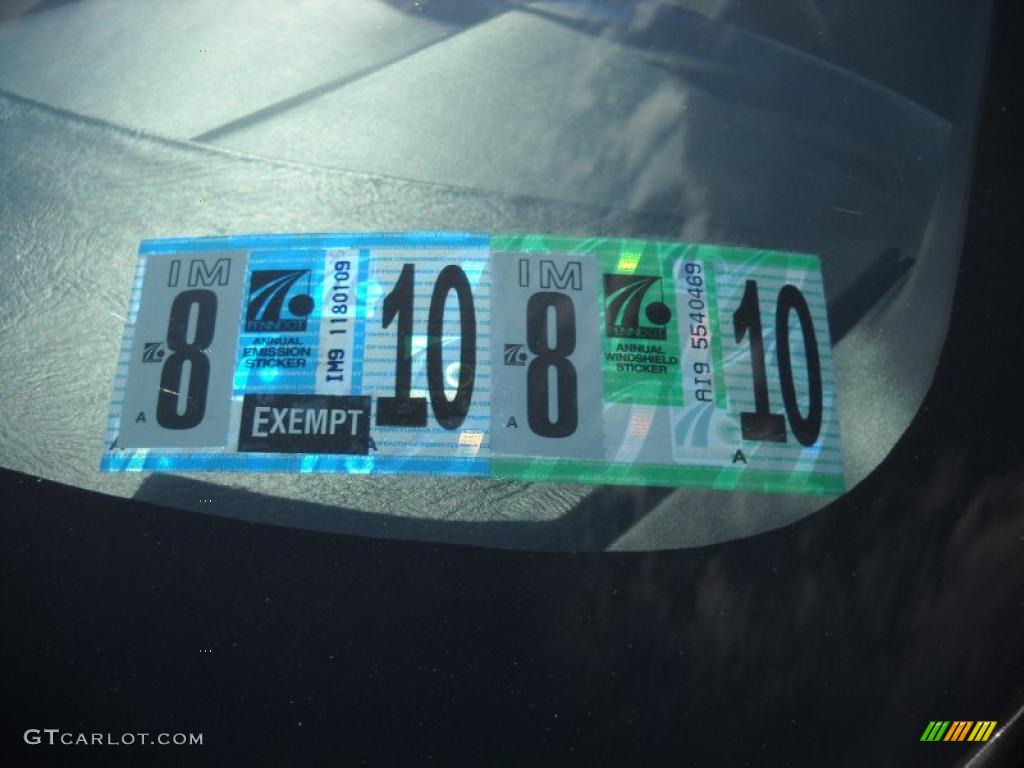 IM
8
A
PENNDOT
ANNUAL
EMISSION
STICKER
IM9 1180109
EXEMPT
10
A
IM
8
A
PENNDOT
ANNUAL
WINDSHIELD
STICKER
AI9 5540469
10
A
GTCARLOT.COM